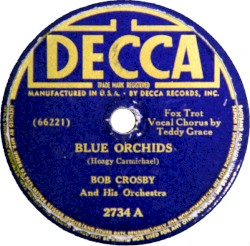 DECCA
TRADE MARK REGISTERED
MANUFACTURED IN U.S.A. - BY DECCA RECORDS, INC.
(66221)
Fox Trot
Vocal Chorus by
Teddy Grace
BLUE ORCHIDS
(Hoagy Carmichael)
BOB CROSBY
And His Orchestra
2734 A